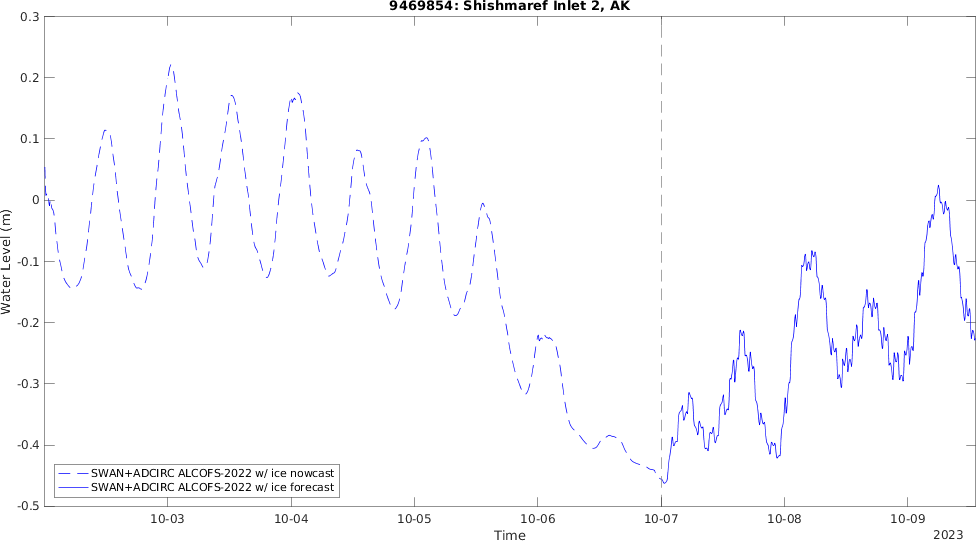 9469854: Shishmaref Inlet 2, AK
0.3
0.2
0.1
0
-0.1
-0.2
-0.3
-0.4
-0.5
Water Level (m)
SWAN+ADCIRC ALCOFS-2022 w/ ice nowcast
SWAN+ADCIRC ALCOFS-2022 w/ ice forecast
10-03 10-04 10-05 10-06 10-07 10-08 10-09
Time
2023